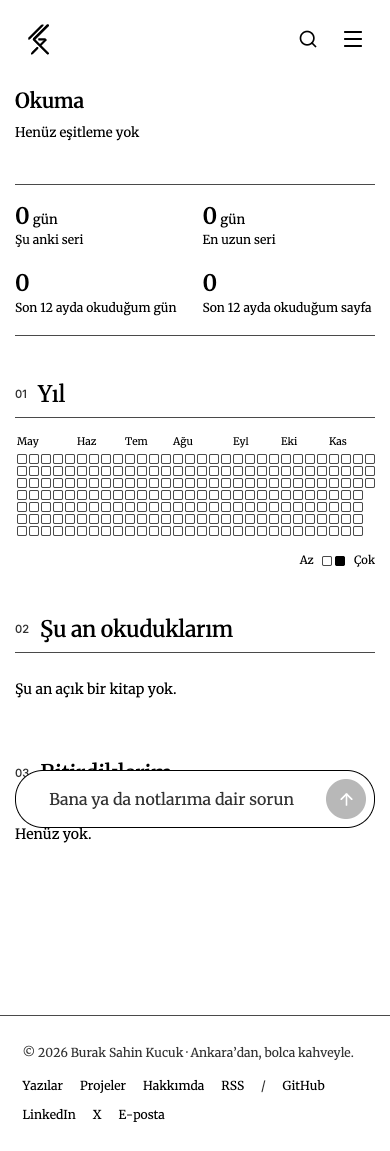 Okuma
Henüz eşitleme yok
0 gün
Şu anki seri
0 gün
En uzun seri
0
Son 12 ayda okuduğum gün
0
Son 12 ayda okuduğum sayfa
01 Yıl
May Haz Tem Ağu Eyl Eki Kas
Az Çok
02 Şu an okuduklarım
Şu an açık bir kitap yok.
03 Bitirdiklerim
Bana ya da notlarıma dair sorun
Henüz yok.
© 2026 Burak Sahin Kucuk · Ankara’dan, bolca kahveyle.
Yazılar Projeler Hakkımda RSS / GitHub
LinkedIn X E-posta